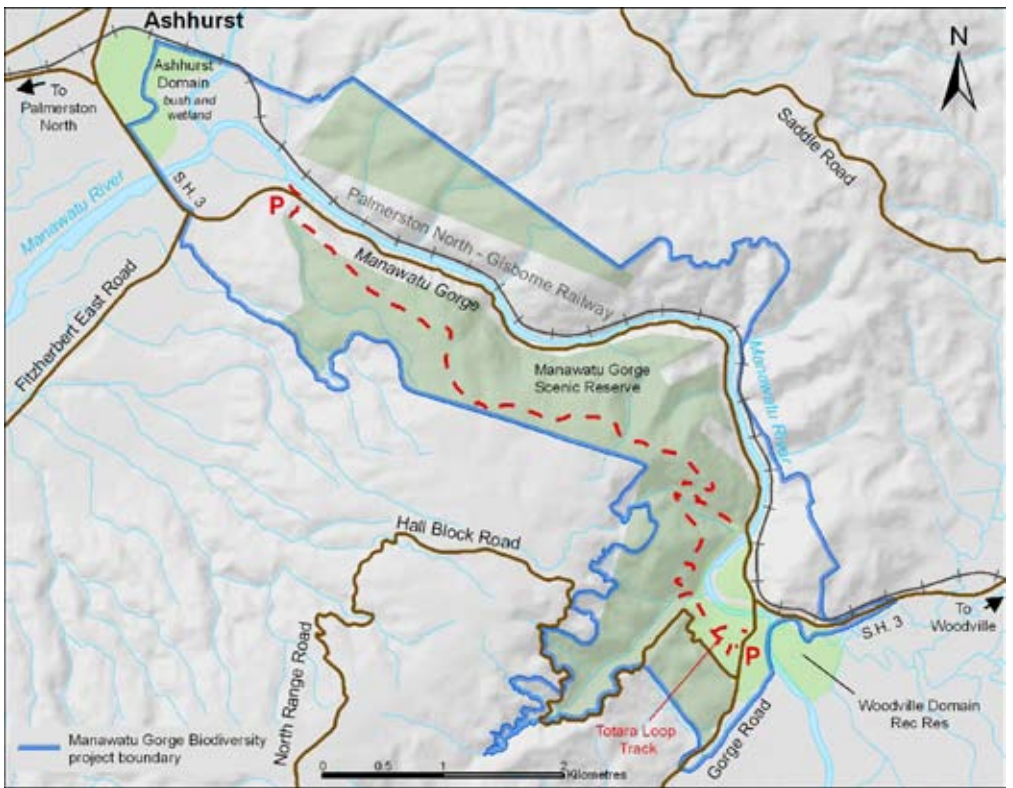 Ashhurst
N
Ashhurst
Domain
bush and
wetland
To
Palmerston
North
Saddle Road
Manawatu River
S.H. 3
P
Palmerston North - Gisborne Railway
Manawatu Gorge
Fitzherbert East Road
Manawatu Gorge
Scenic Reserve
Manawatu River
Hall Block Road
To
Woodville
S.H. 3
P
North Range Road
Woodville Domain
Rec Res
Totara Loop
Track
Gorge Road
Manawatu Gorge Biodiversity
project boundary
0 0.5 1 2
Kilometres